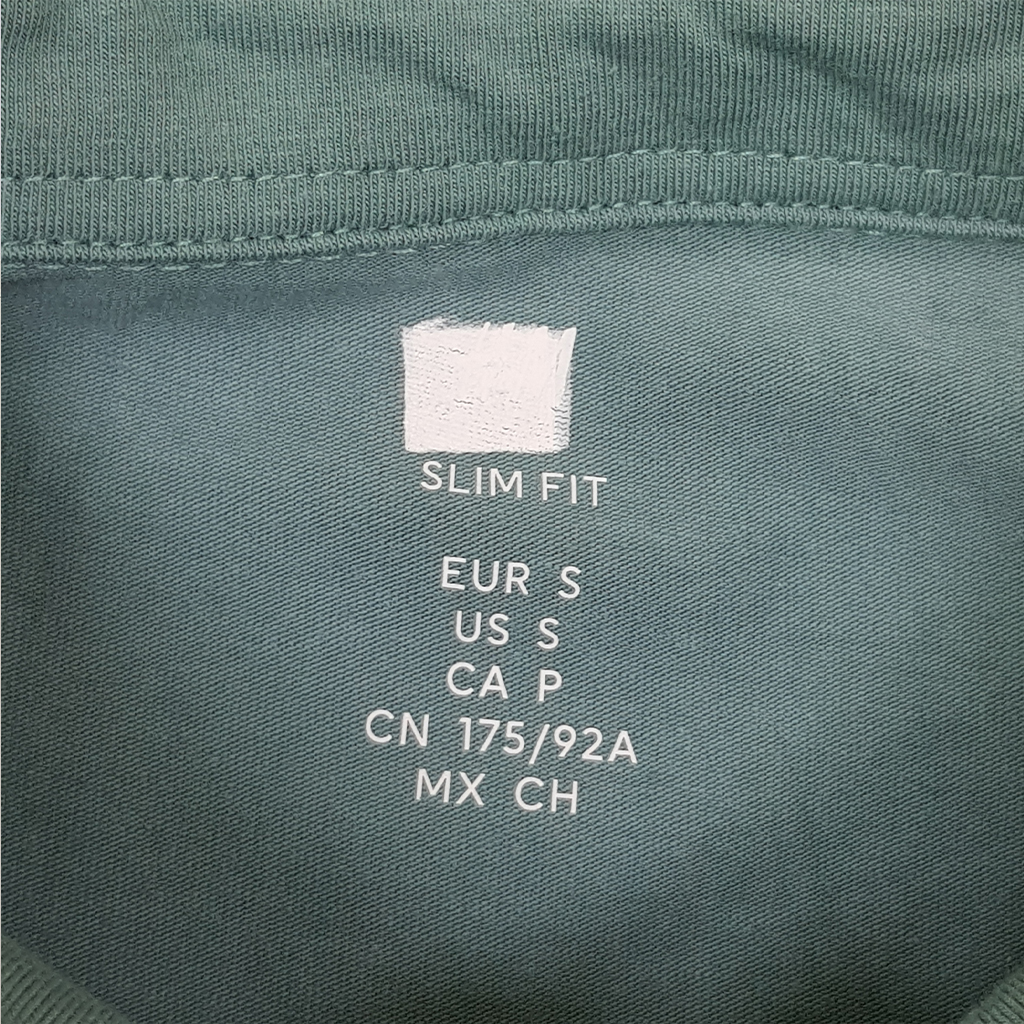 SLIM FIT
EUR S
US S
CA P
CN 175/92A
MX CH